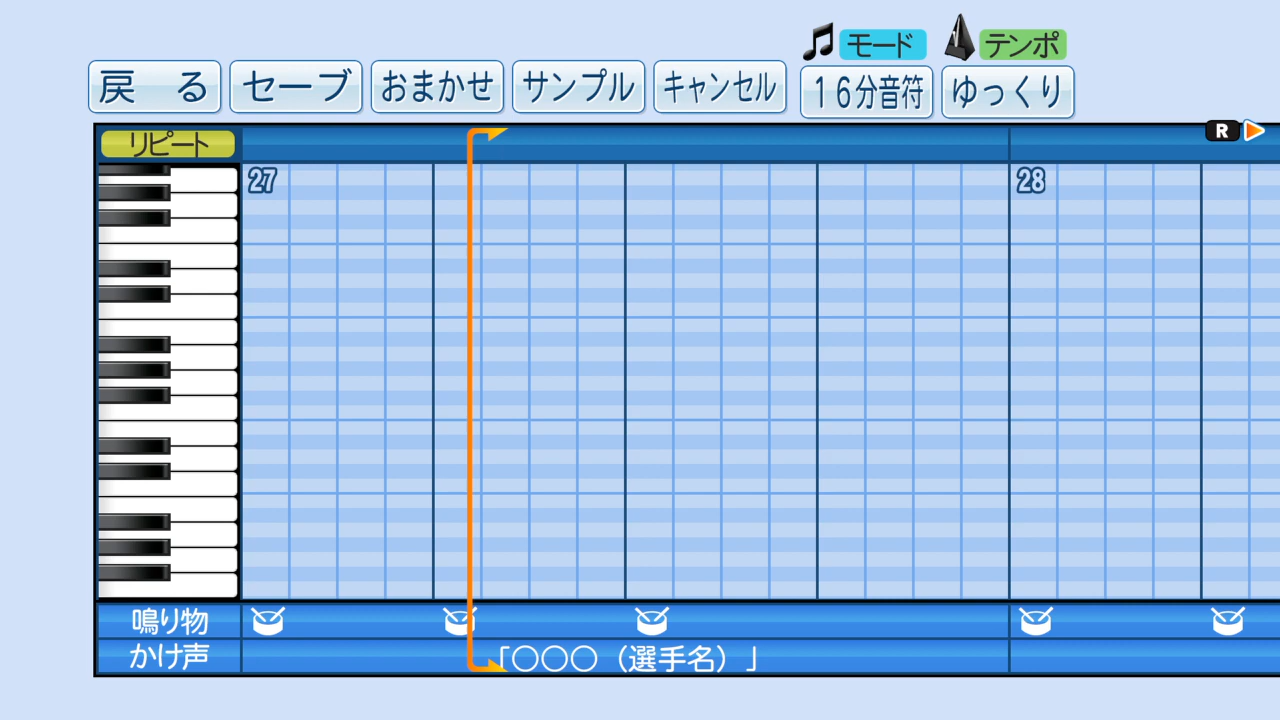 モード テンポ
戻 る セーブ おまかせ サンプル キャンセル 16分音符 ゆっくり
リピート R
27 28
鳴り物
かけ声 「○○○（選手名）」